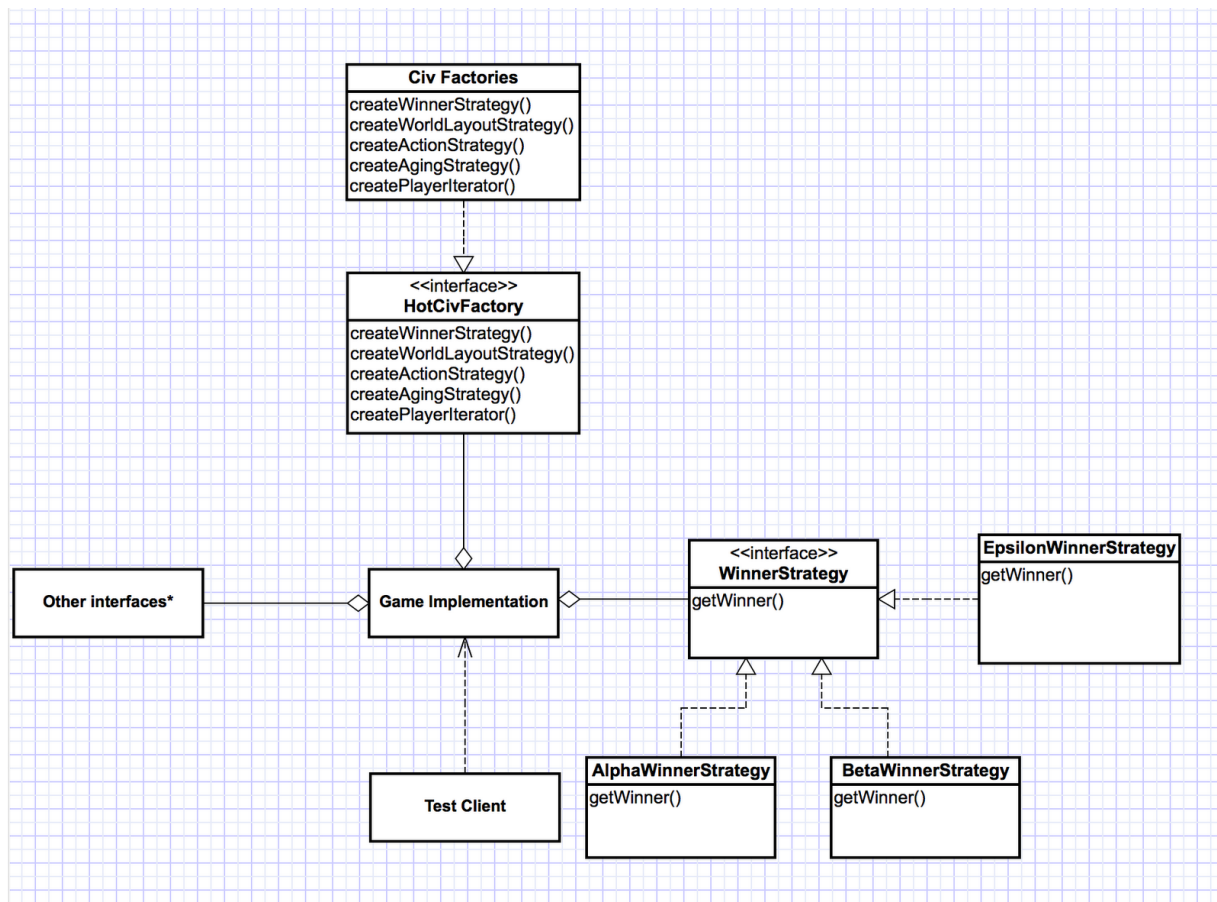 Civ Factories
createWinnerStrategy()
createWorldLayoutStrategy()
createActionStrategy()
createAgingStrategy()
createPlayerIterator()
<<interface>>
HotCivFactory
createWinnerStrategy()
createWorldLayoutStrategy()
createActionStrategy()
createAgingStrategy()
createPlayerIterator()
Other interfaces*
Game Implementation
<<interface>>
WinnerStrategy
getWinner()
EpsilonWinnerStrategy
getWinner()
Test Client
AlphaWinnerStrategy
getWinner()
BetaWinnerStrategy
getWinner()